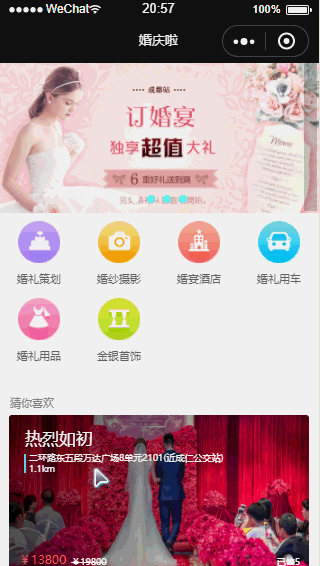 WeChat 20:57 100%
婚庆啦
成都站
订婚宴
独享超值大礼
6重好礼送到爽
婚礼策划 婚纱摄影 婚宴酒店 婚礼用车
婚礼用品 金银首饰
猜你喜欢
热烈如初
二环路东五段万达广场8单元2101(近成仁公交站)
1.1km
￥13800 ￥19800